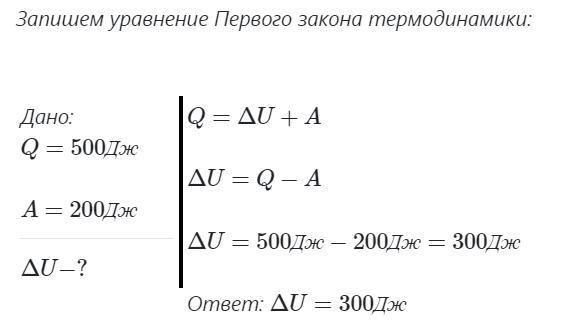 Запишем уравнение Первого закона термодинамики:
Дано:
Q = 500Дж
A = 200Дж
ΔU−?
Q = ΔU + A
ΔU = Q − A
ΔU = 500Дж − 200Дж = 300Дж
Ответ: ΔU = 300Дж